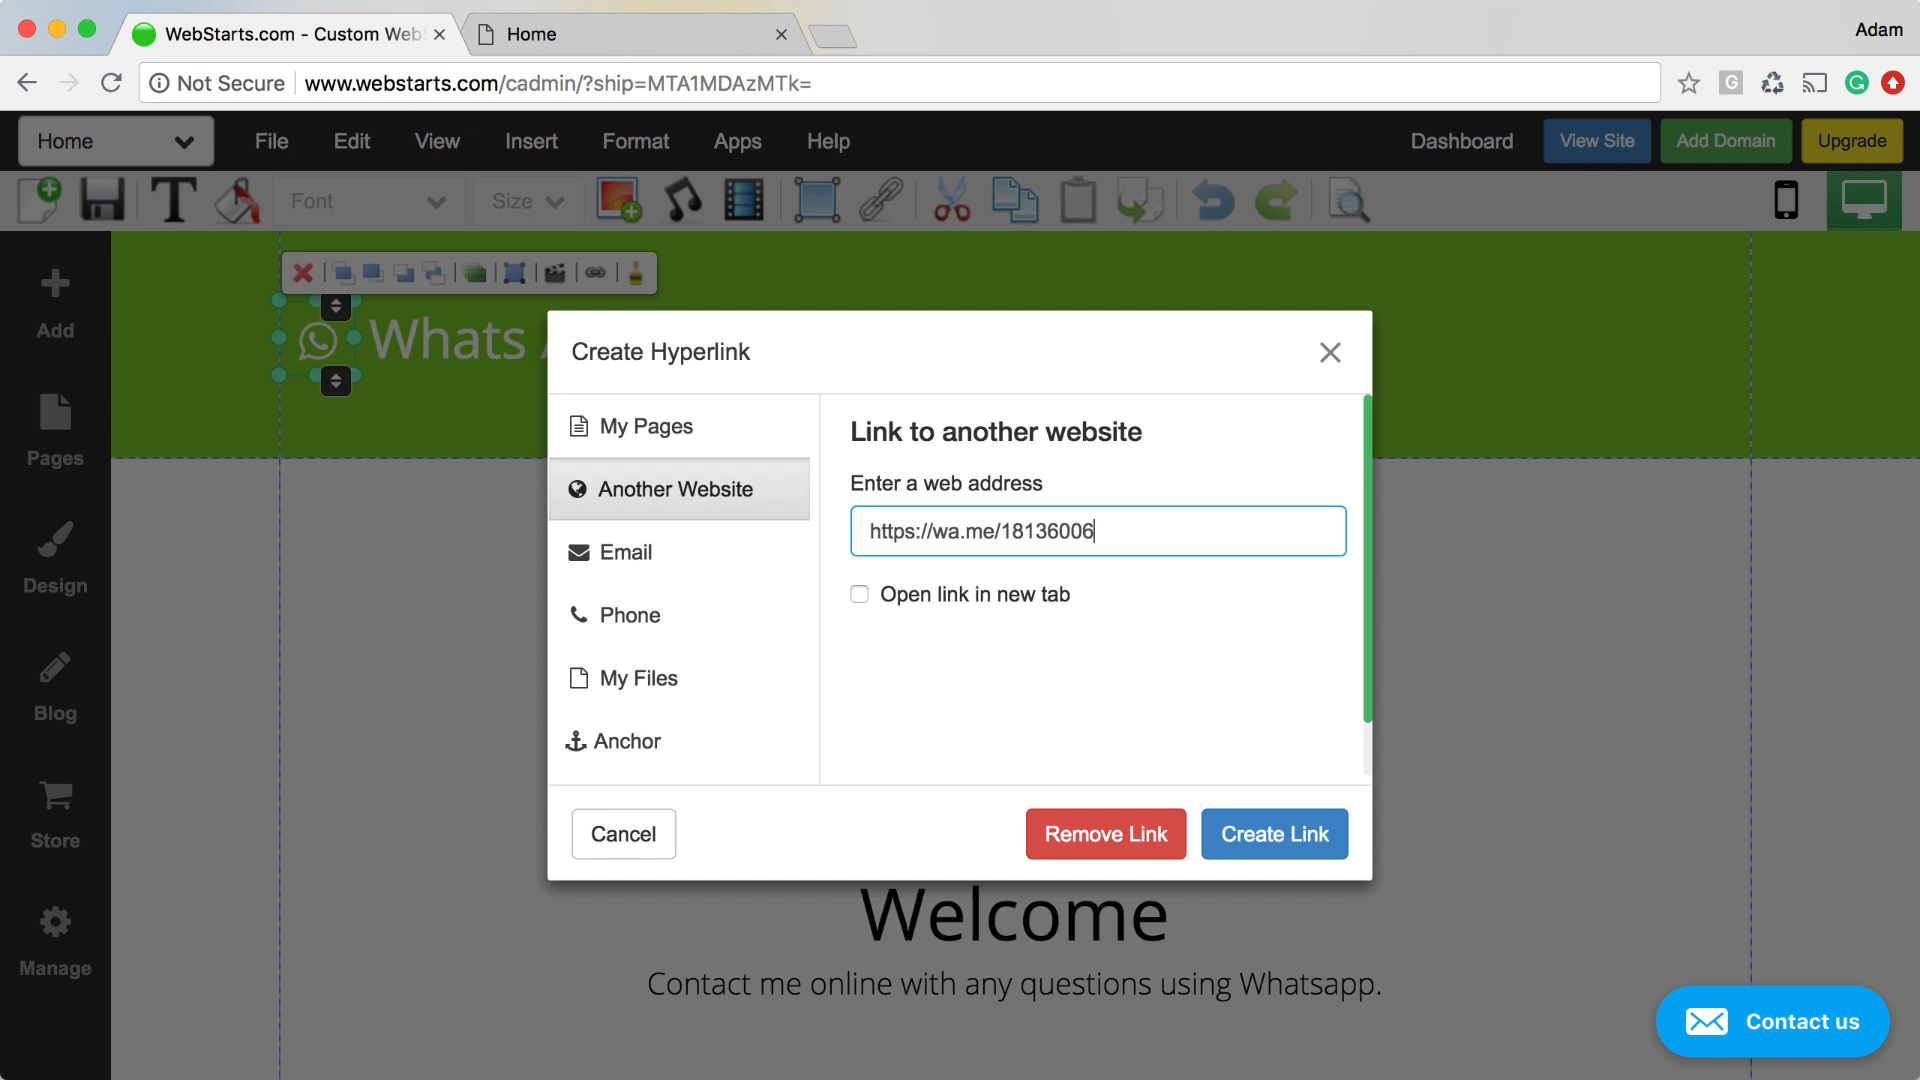 WebStarts.com - Custom Web
Home
Adam
Not Secure
www.webstarts.com/cadmin/?ship=MTA1MDAzMTk=
G
G
Home
File
Edit
View
Insert
Format
Apps
Help
Dashboard
View Site
Add Domain
Upgrade
T
Font
Size
Add
Pages
Design
Blog
Store
Manage
Whats
Create Hyperlink
My Pages
Another Website
Email
Phone
My Files
Anchor
Link to another website
Enter a web address
https://wa.me/18136006
Open link in new tab
Cancel
Remove Link
Create Link
Welcome
Contact me online with any questions using Whatsapp.
Contact us